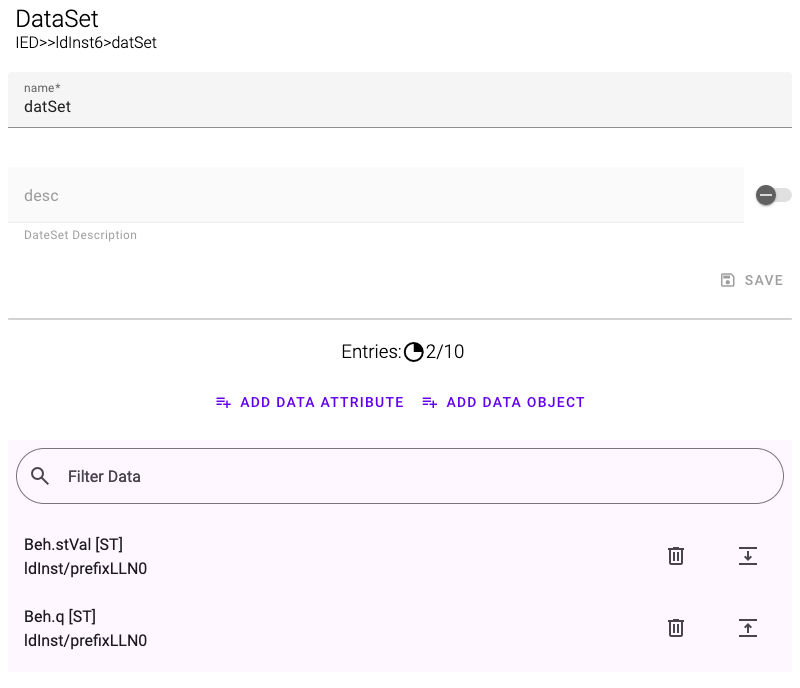 DataSet
IED>>ldInst6>datSet
name*
datSet
desc
DateSet Description
SAVE
Entries: 2/10
ADD DATA ATTRIBUTE ADD DATA OBJECT
Filter Data
Beh.stVal [ST]
ldInst/prefixLLN0
Beh.q [ST]
ldInst/prefixLLN0